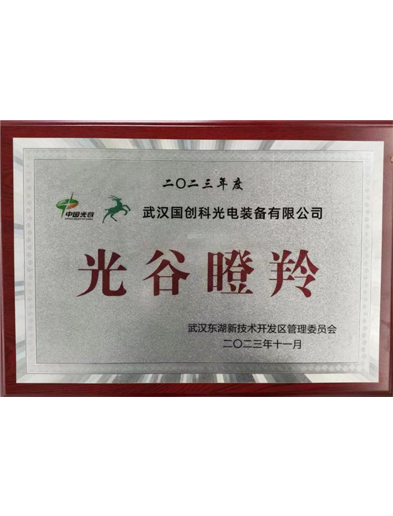 二〇二三年度
中国光谷
武汉国创科光电装备有限公司
光谷瞪羚
武汉东湖新技术开发区管理委员会
二〇二三年十一月